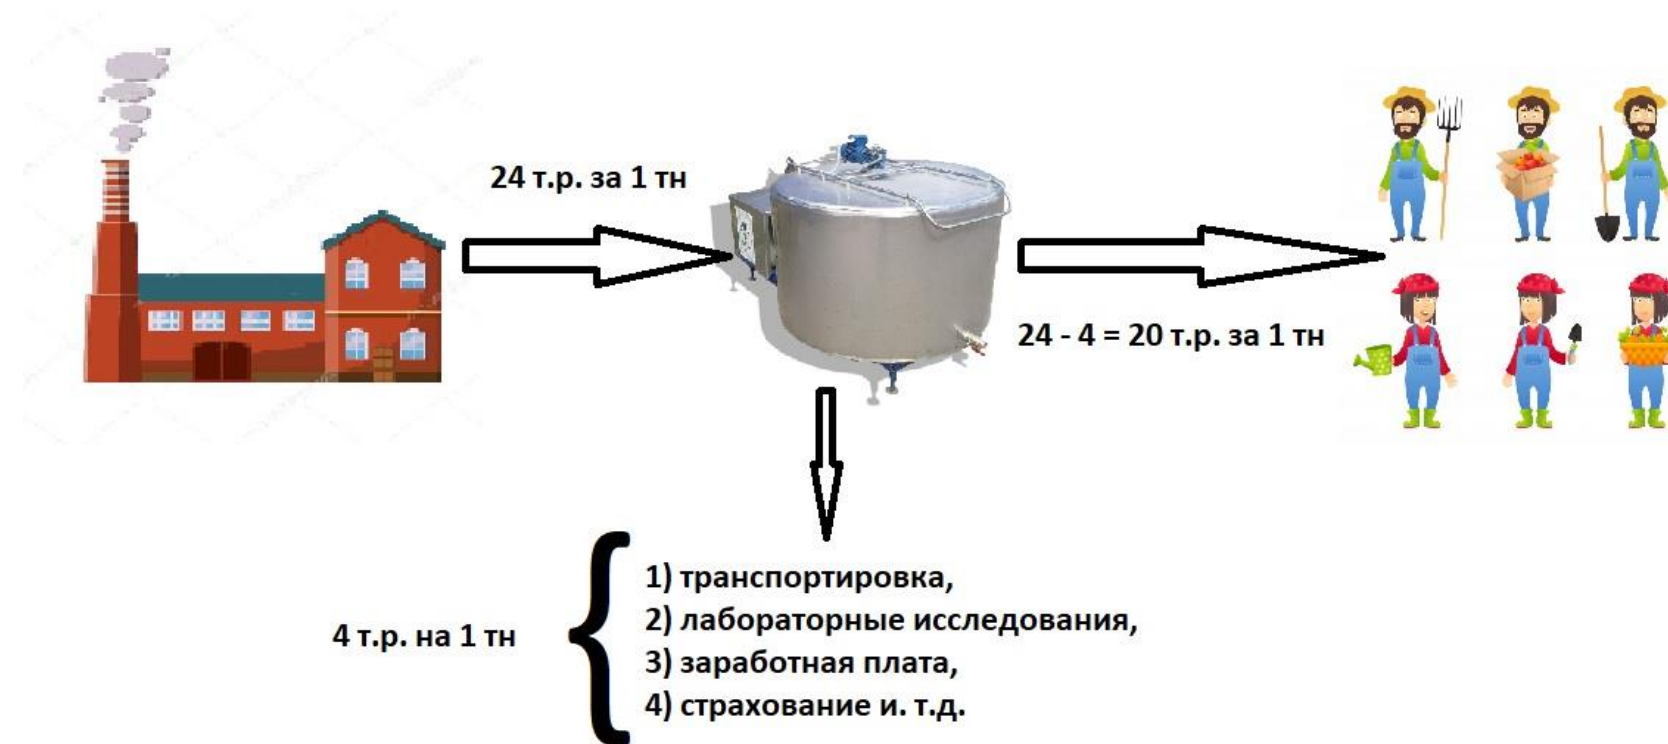 24 т.р. за 1 тн
24 - 4 = 20 т.р. за 1 тн
4 т.р. на 1 тн
1) транспортировка,
2) лабораторные исследования,
3) заработная плата,
4) страхование и. т.д.